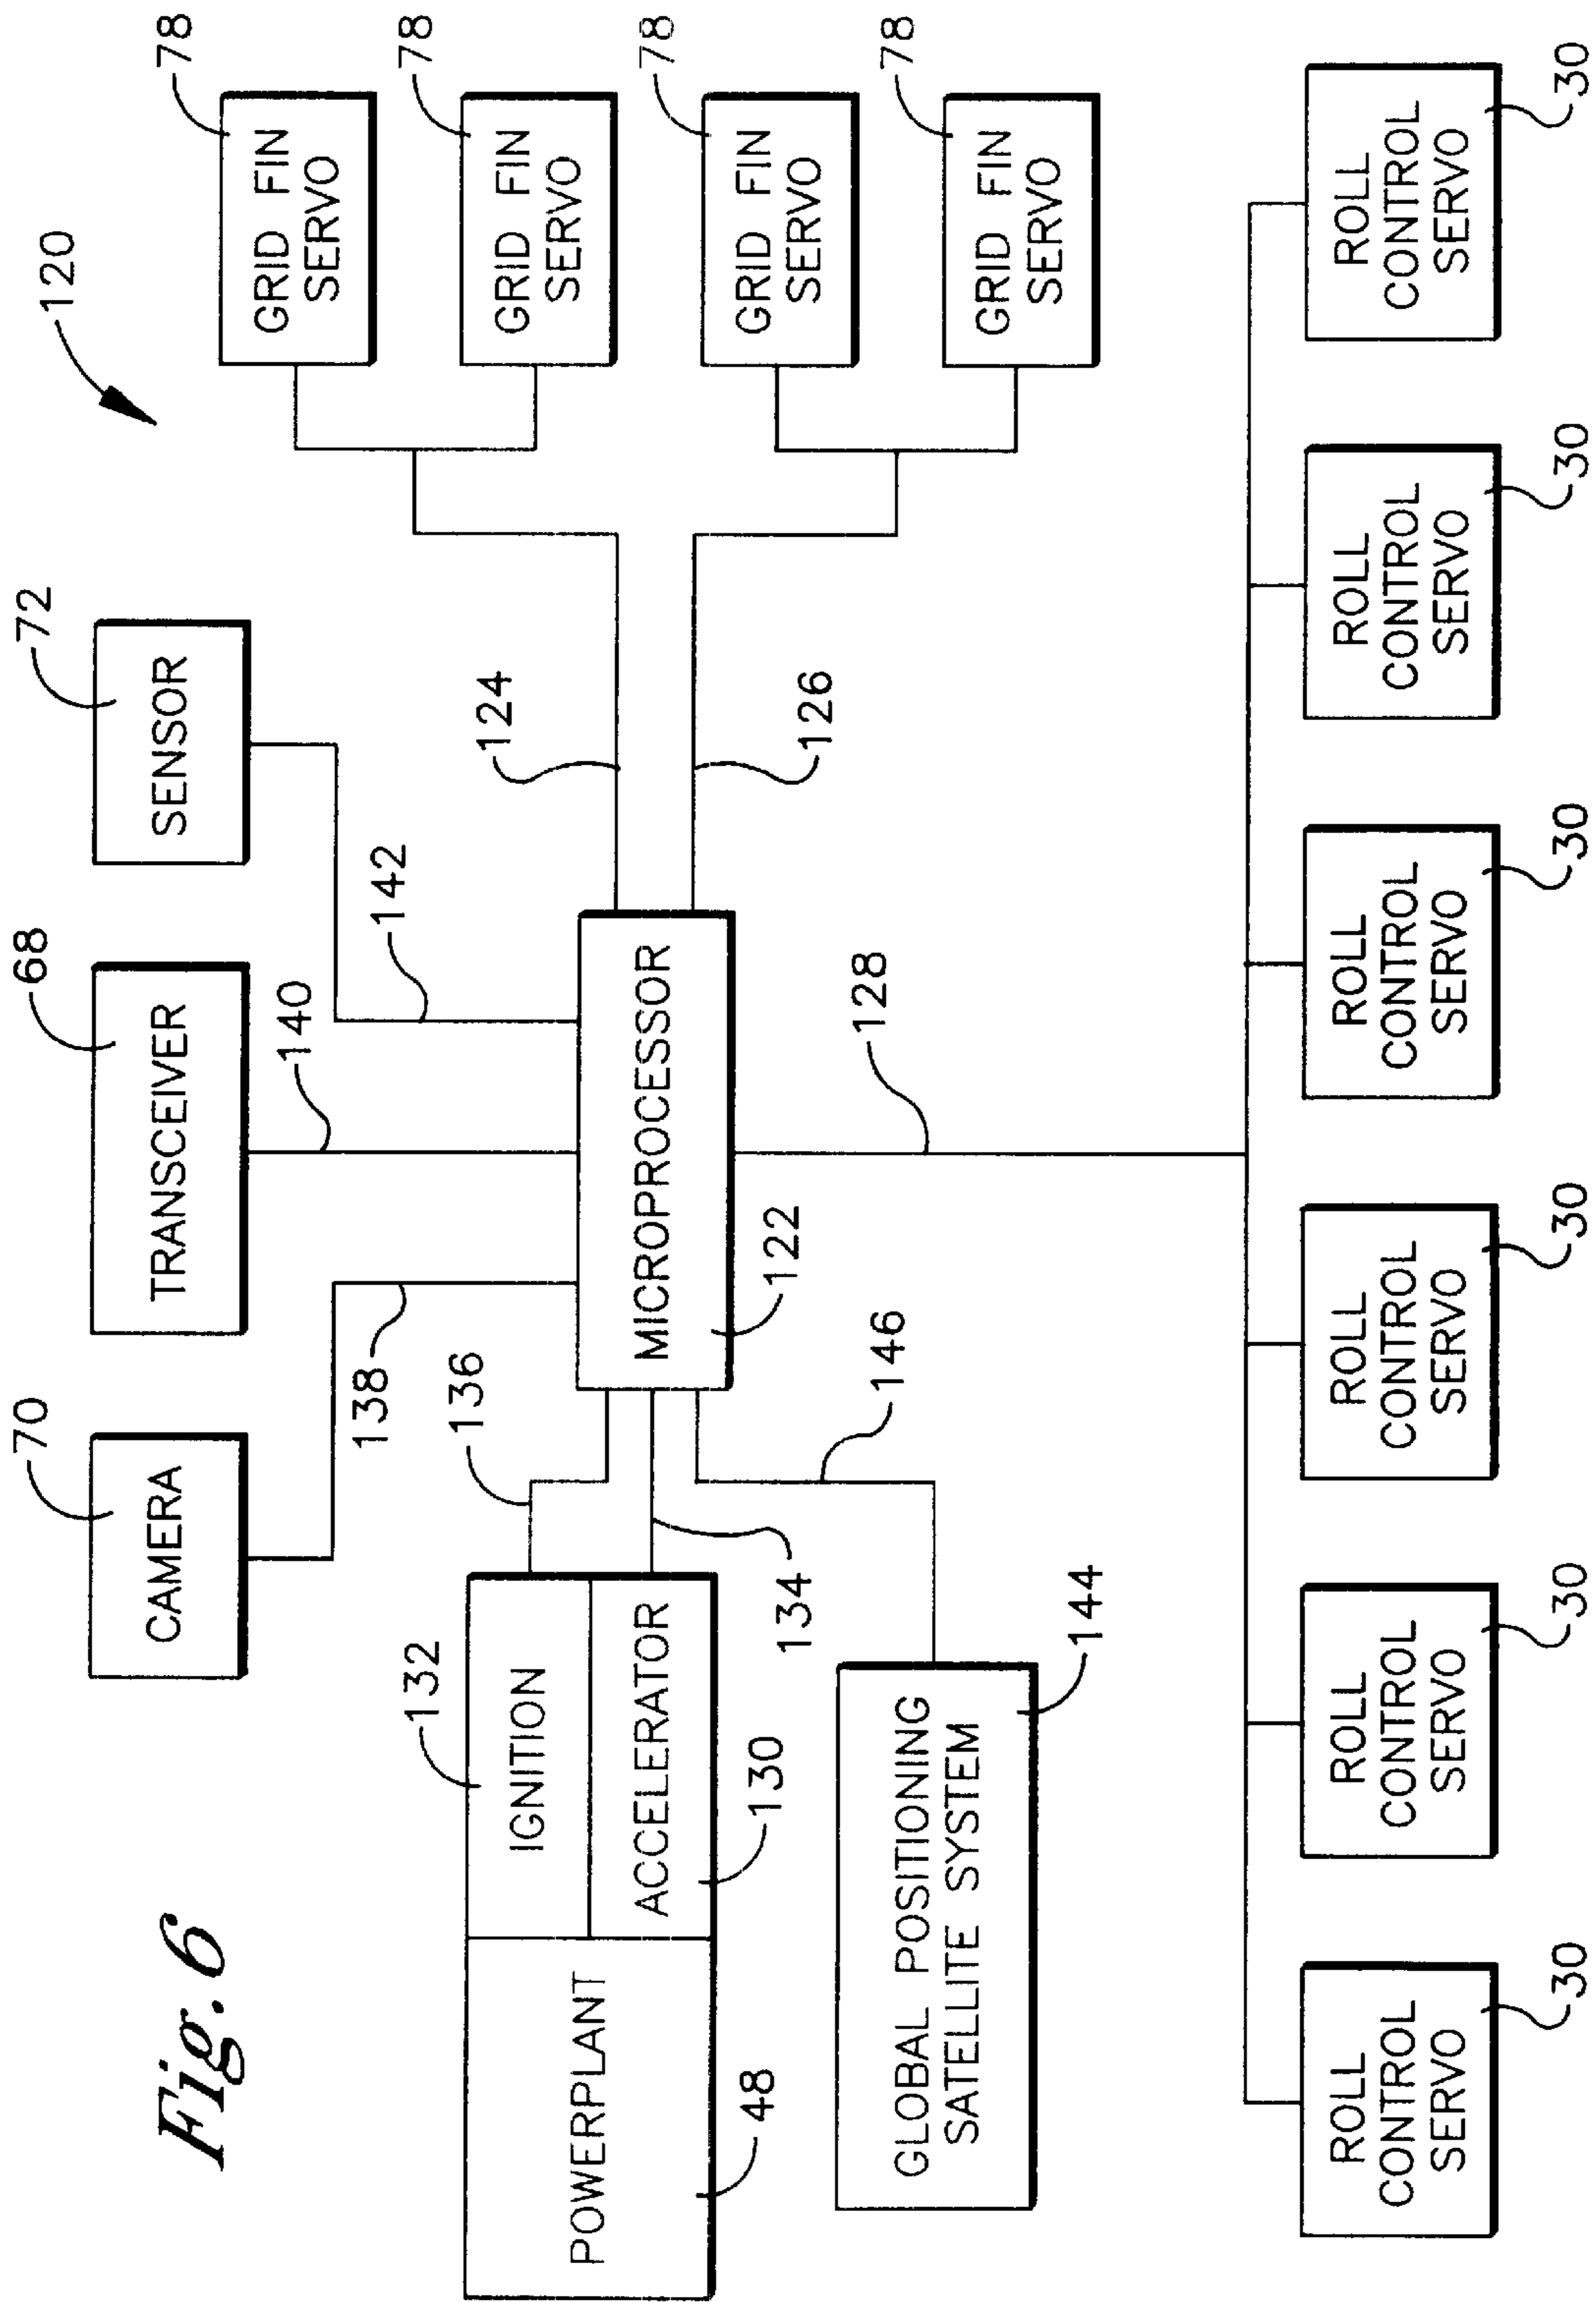 Fig. 6
120
70
CAMERA
68
TRANSCEIVER
72
SENSOR
138
140
142
132
IGNITION
136
POWERPLANT
48
ACCELERATOR
130
134
MICROPROCESSOR
122
124
126
78
GRID FIN
SERVO
78
GRID FIN
SERVO
78
GRID FIN
SERVO
78
GRID FIN
SERVO
GLOBAL POSITIONING
SATELLITE SYSTEM
144
146
128
ROLL
CONTROL
SERVO
30
ROLL
CONTROL
SERVO
30
ROLL
CONTROL
SERVO
30
ROLL
CONTROL
SERVO
30
ROLL
CONTROL
SERVO
30
ROLL
CONTROL
SERVO
30